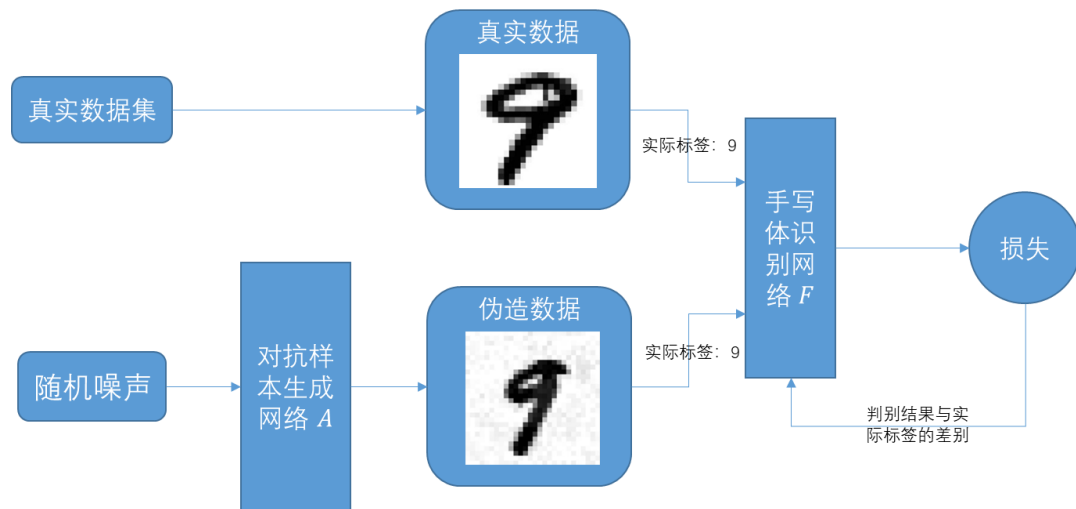 真实数据集
真实数据
实际标签：9
手写
体识
别网
络 F
损失
随机噪声
对抗样
本生成
网络 A
伪造数据
实际标签：9
判别结果与实
际标签的差别